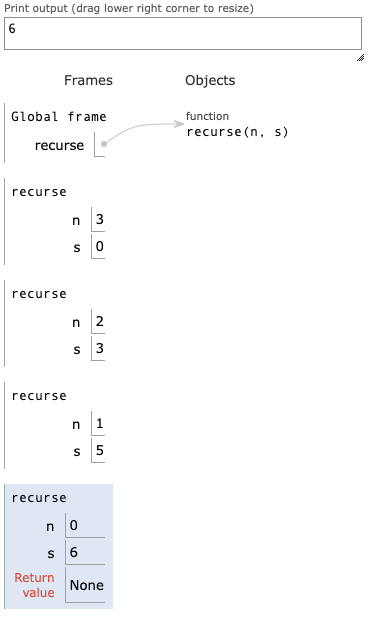 Print output (drag lower right corner to resize)
6
Frames Objects
Global frame
recurse
function
recurse(n, s)
recurse
n 3
s 0
recurse
n 2
s 3
recurse
n 1
s 5
recurse
n 0
s 6
Return
value None